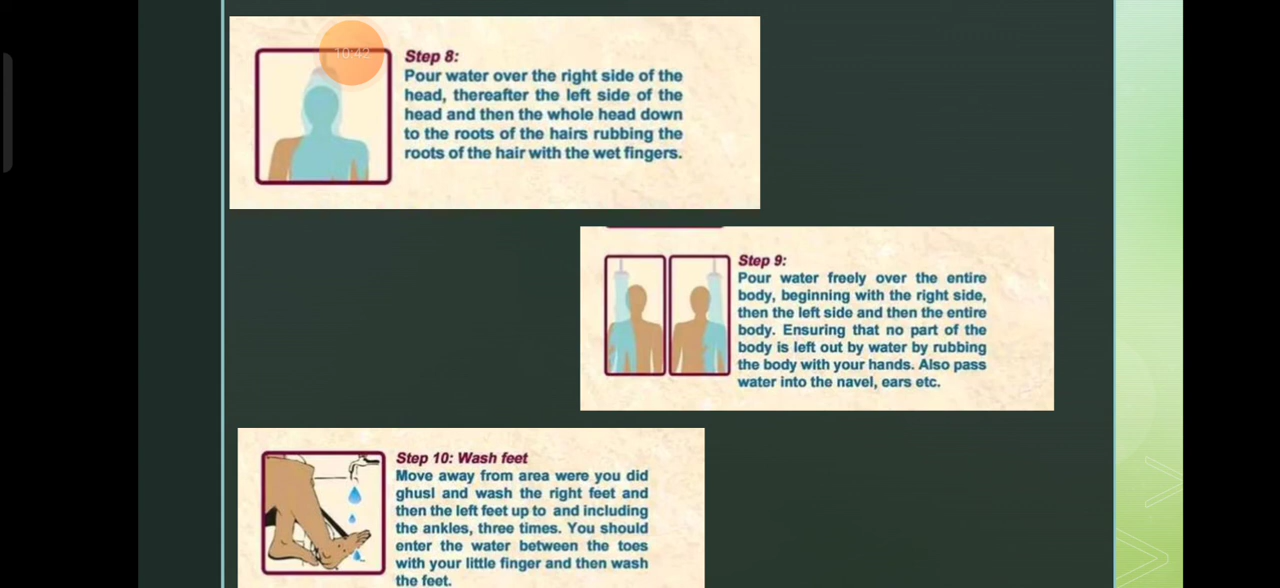 10:42
Step 8:
Pour water over the right side of the
head, thereafter the left side of the
head and then the whole head down
to the roots of the hairs rubbing the
roots of the hair with the wet fingers.
Step 9:
Pour water freely over the entire
body, beginning with the right side,
then the left side and then the entire
body. Ensuring that no part of the
body is left out by water by rubbing
the body with your hands. Also pass
water into the navel, ears etc.
Step 10: Wash feet
Move away from area were you did
ghusl and wash the right feet and
then the left feet up to and including
the ankles, three times. You should
enter the water between the toes
with your little finger and then wash
the feet.